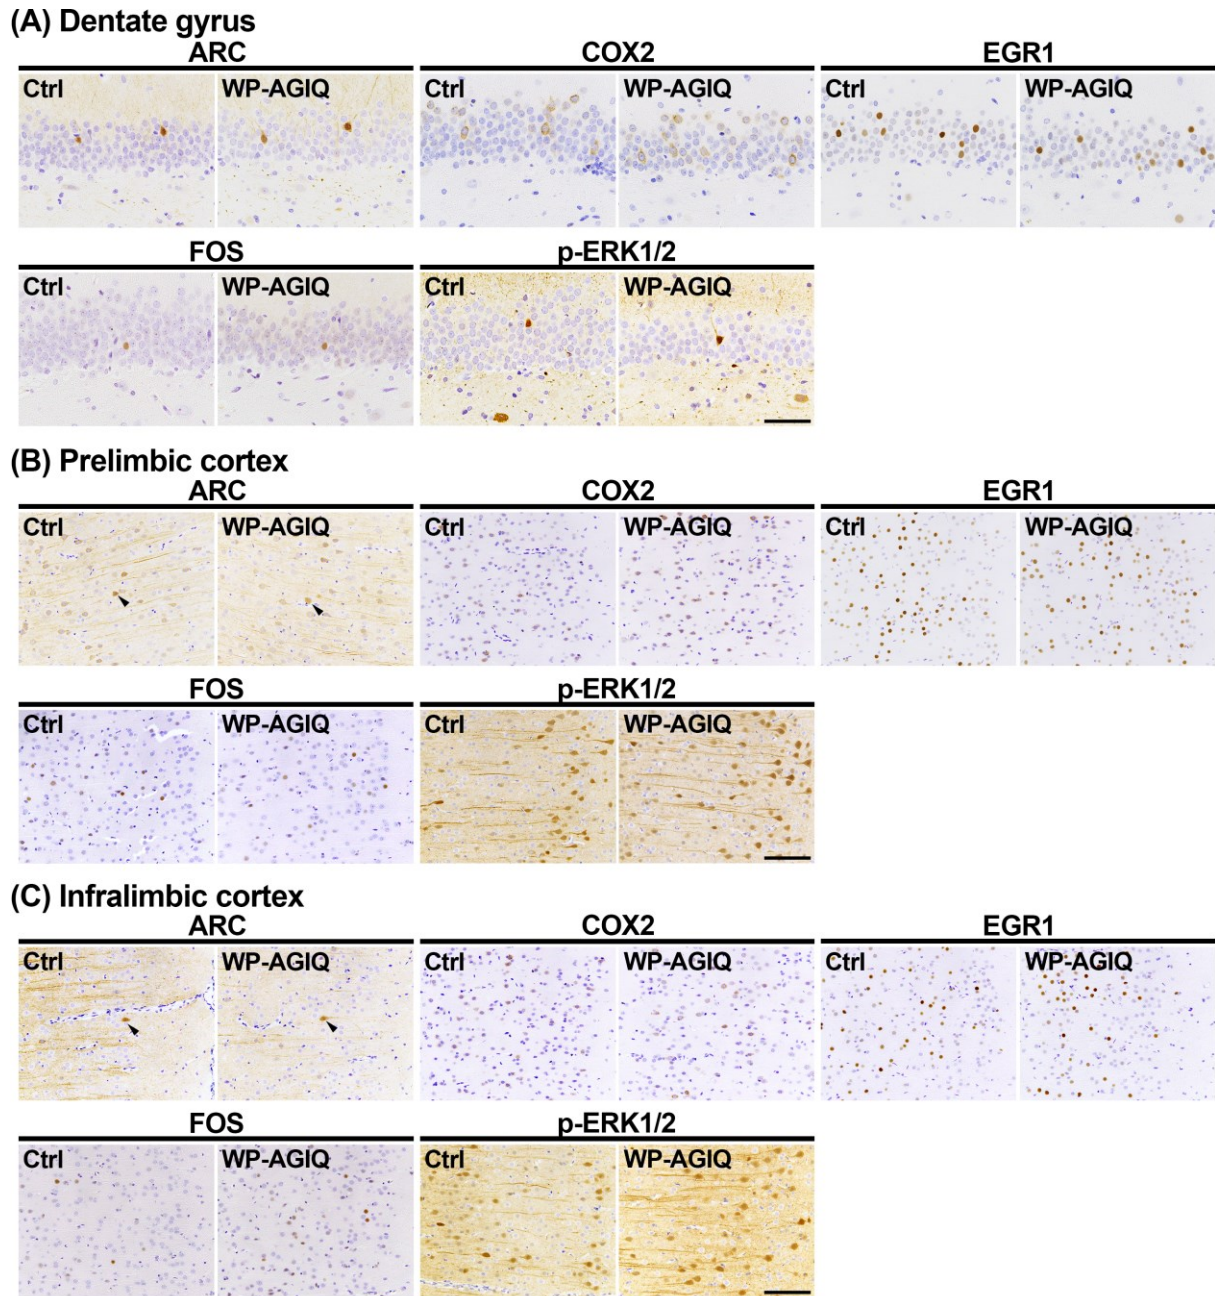 (A) Dentate gyrus
ARC COX2 EGR1
Ctrl WP-AGIQ Ctrl WP-AGIQ Ctrl WP-AGIQ
FOS p-ERK1/2
Ctrl WP-AGIQ Ctrl WP-AGIQ
(B) Prelimbic cortex
ARC COX2 EGR1
Ctrl WP-AGIQ Ctrl WP-AGIQ Ctrl WP-AGIQ
FOS p-ERK1/2
Ctrl WP-AGIQ Ctrl WP-AGIQ
(C) Infralimbic cortex
ARC COX2 EGR1
Ctrl WP-AGIQ Ctrl WP-AGIQ Ctrl WP-AGIQ
FOS p-ERK1/2
Ctrl WP-AGIQ Ctrl WP-AGIQ